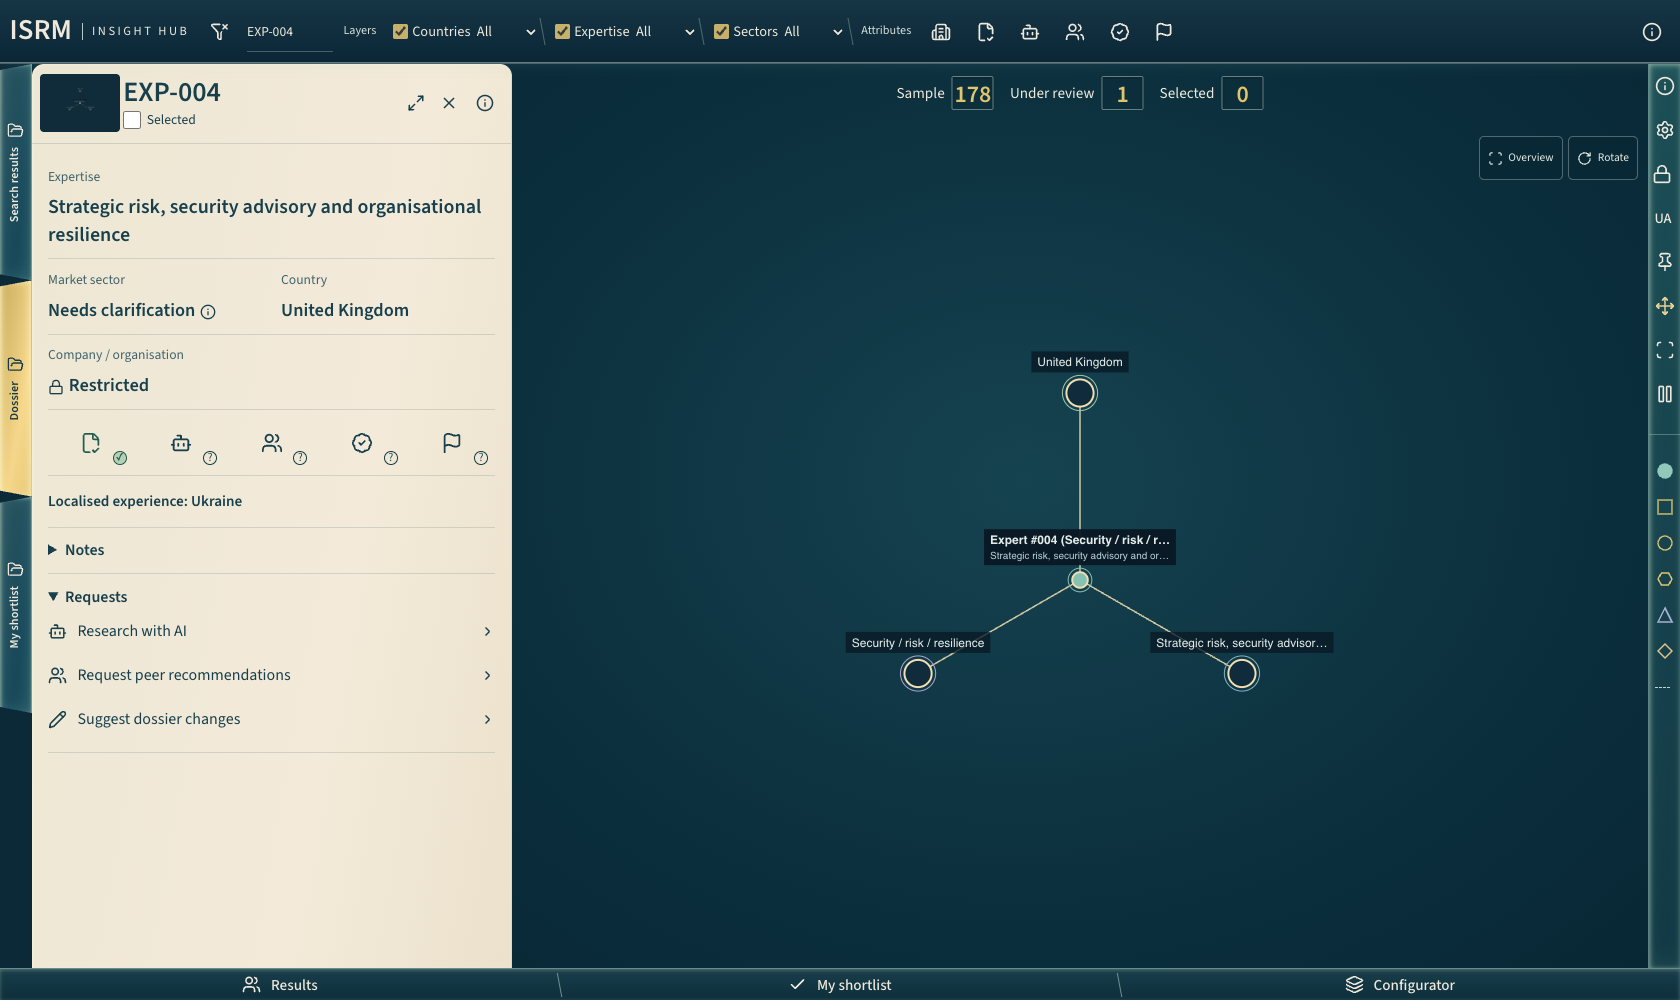 ISRM | INSIGHT HUB
EXP-004
Layers
Countries All
Expertise All
Sectors All
Attributes
Search results
Dossier
My shortlist
EXP-004
Selected
Expertise
Strategic risk, security advisory and organisational
resilience
Market sector
Country
Needs clarification
United Kingdom
Company / organisation
Restricted
✓
?
?
?
?
Localised experience: Ukraine
Notes
Requests
Research with AI
Request peer recommendations
Suggest dossier changes
Sample 178
Under review 1
Selected 0
Overview
Rotate
UA
United Kingdom
Expert #004 (Security / risk / r…
Strategic risk, security advisory and or…
Security / risk / resilience
Strategic risk, security advisor…
Results
My shortlist
Configurator